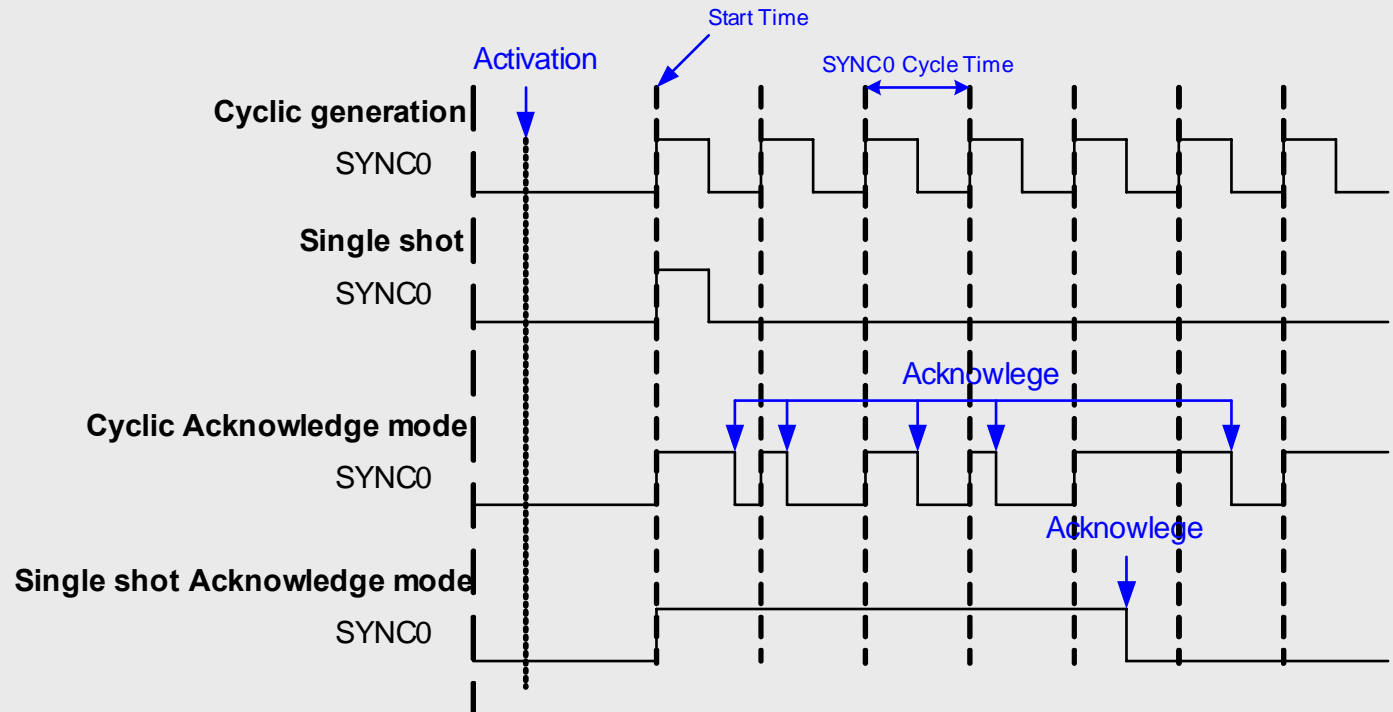 Start Time
Activation
SYNC0 Cycle Time
Cyclic generation
SYNC0
Single shot
SYNC0
Acknowlege
Cyclic Acknowledge mode
SYNC0
Acknowlege
Single shot Acknowledge mode
SYNC0